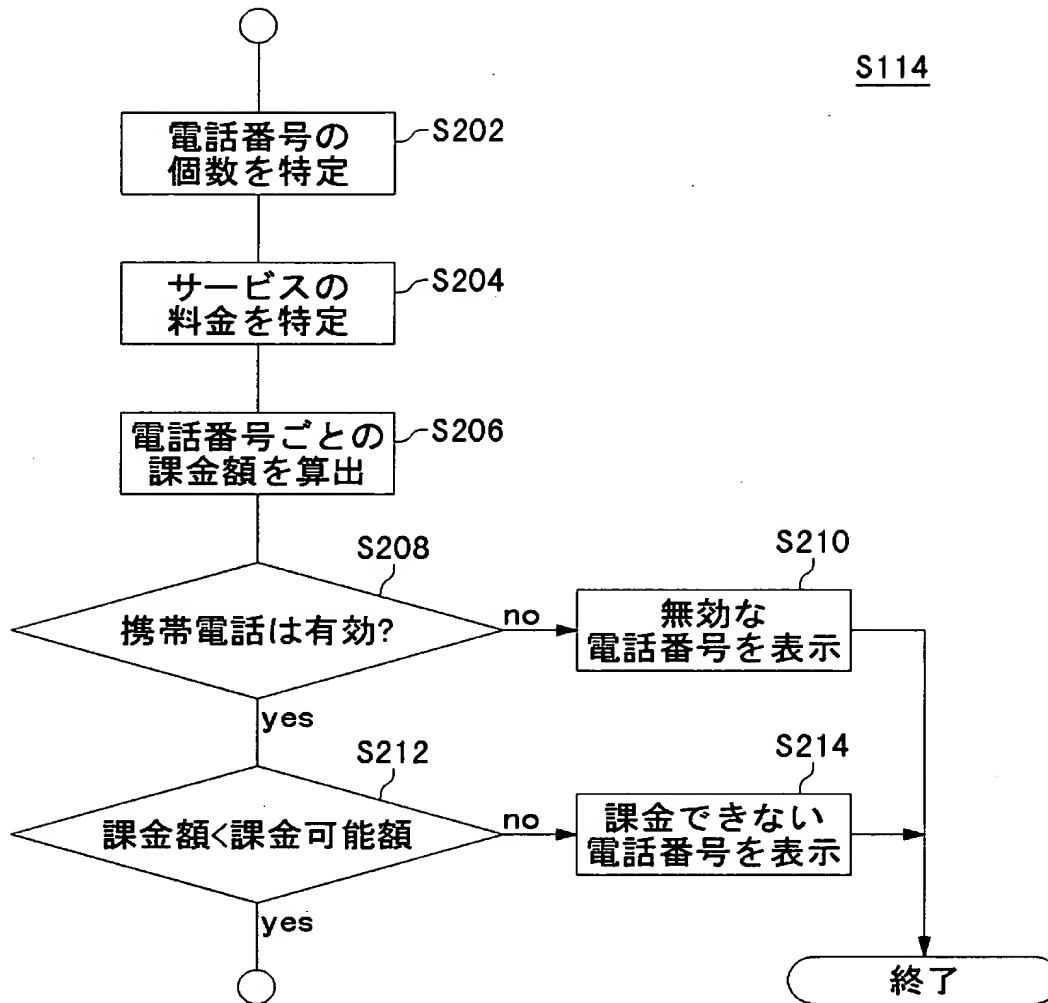 S114
電話番号の
個数を特定
S202
サービスの
料金を特定
S204
電話番号ごとの
課金額を算出
S206
携帯電話は有効?
S208
no
無効な
電話番号を表示
S210
yes
課金額<課金可能額
S212
no
課金できない
電話番号を表示
S214
yes
終了